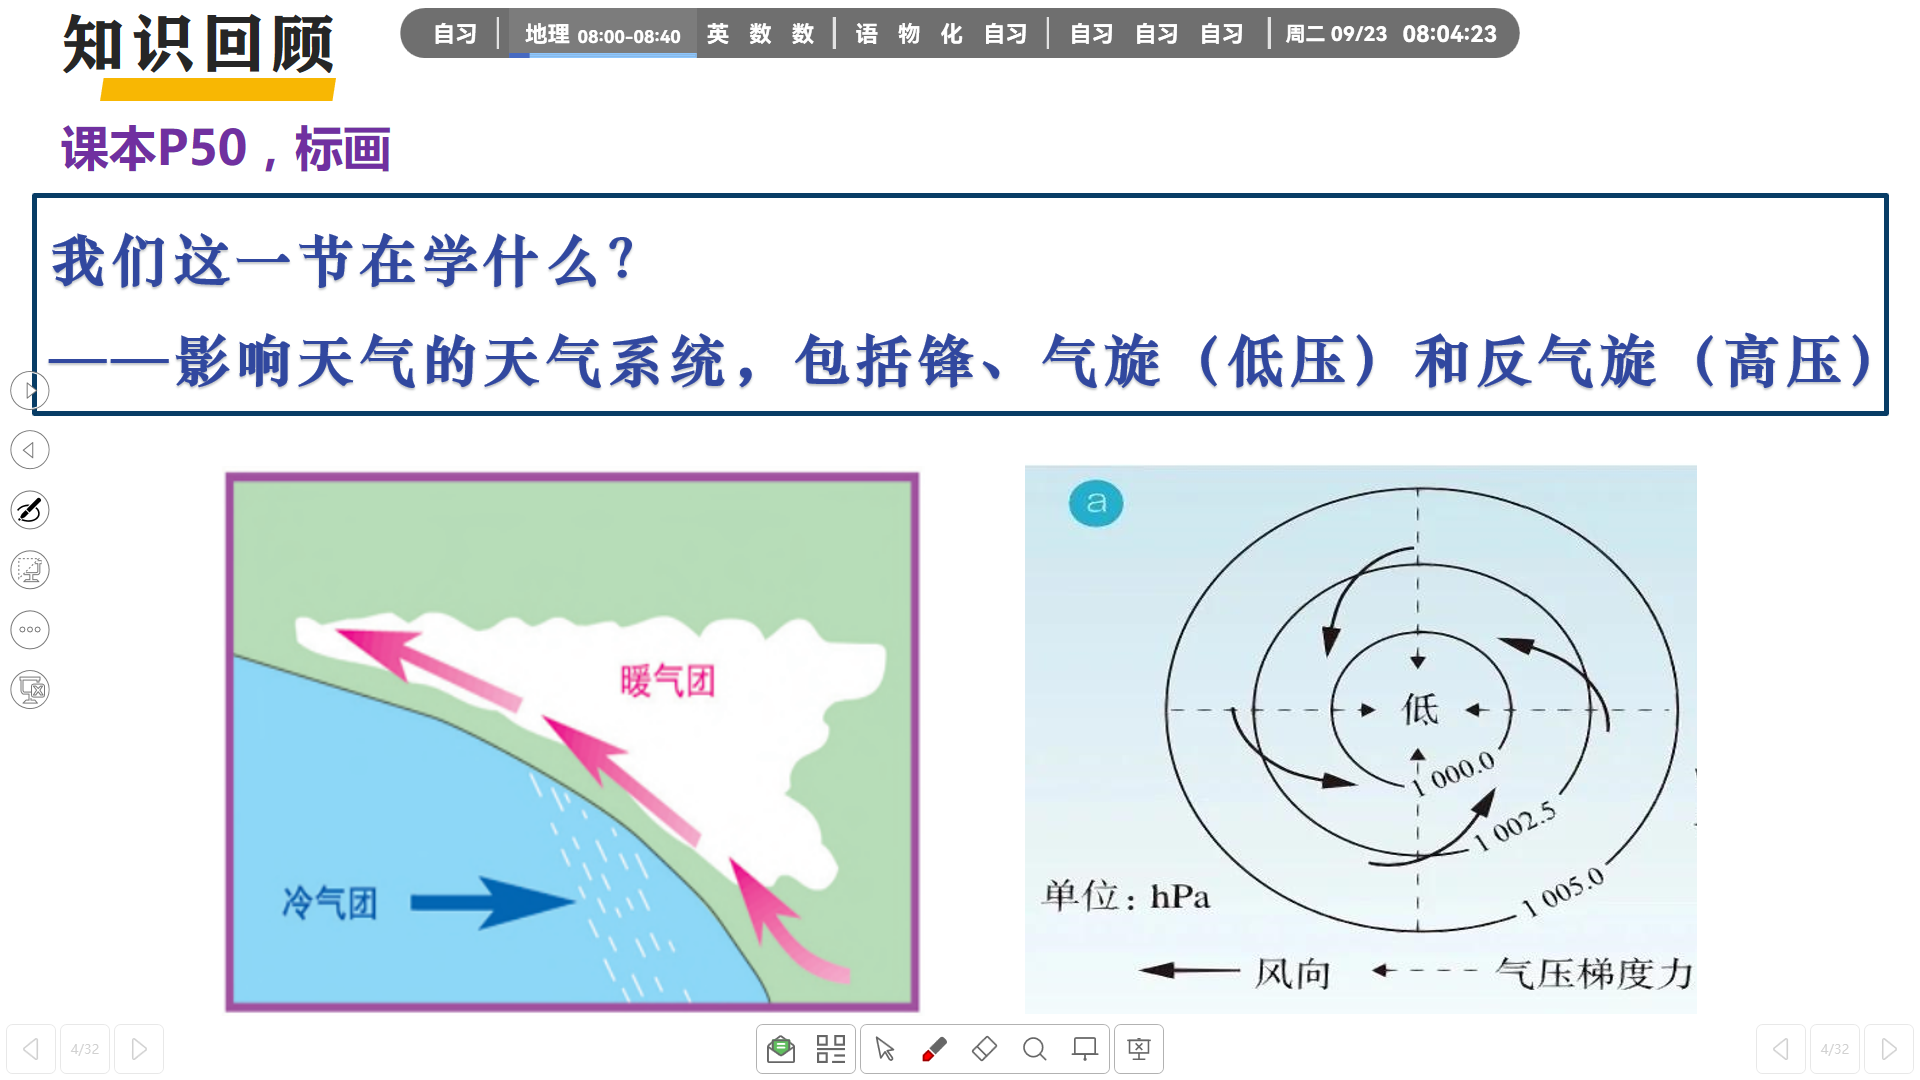 知识回顾
自习 地理 08:00-08:40 英 数 数 语 物 化 自习 自习 自习 自习 周二 09/23 08:04:23
课本P50，标画
我们这一节在学什么？
——影响天气的天气系统，包括锋、气旋（低压）和反气旋（高压）
暖气团
冷气团
a
低
1 000.0
1 002.5
1 005.0
单位：hPa
风向 气压梯度力
4/32 4/32